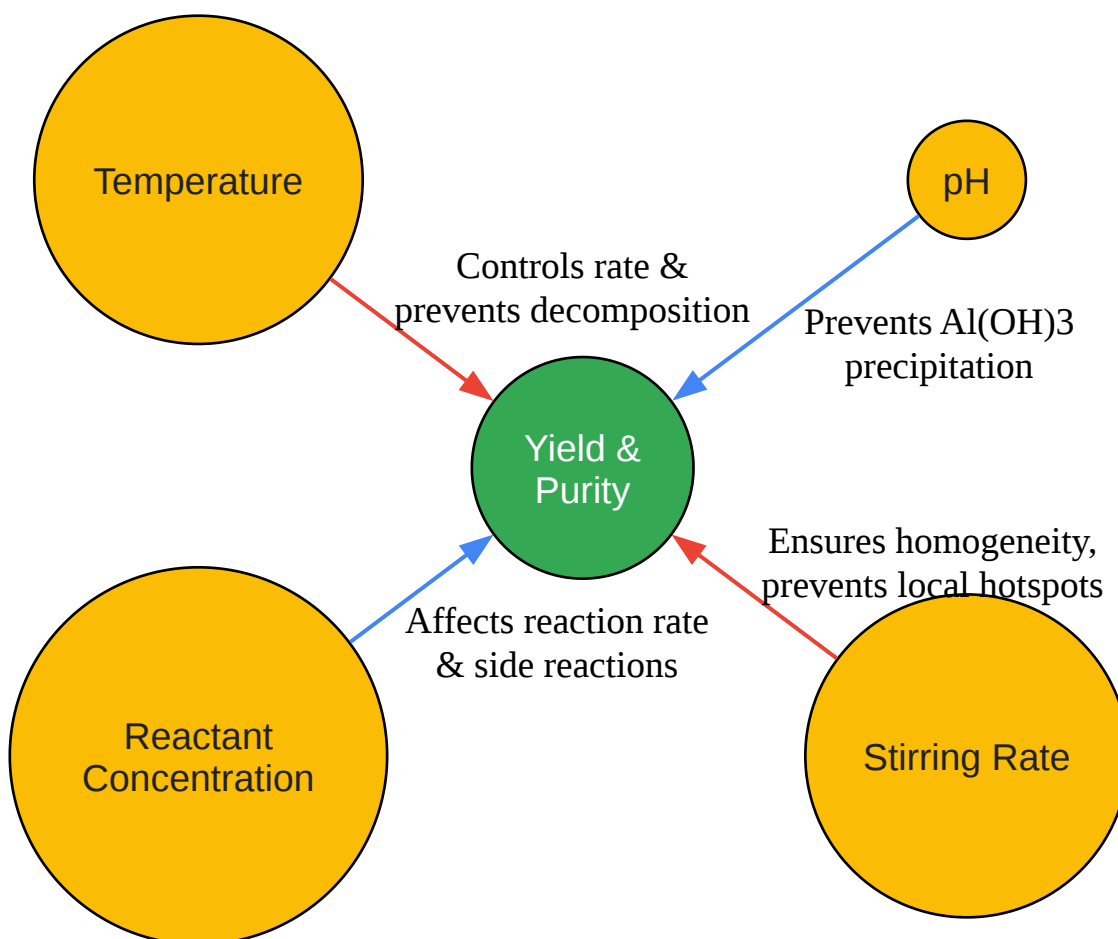 Temperature
pH
Controls rate &
prevents decomposition
Prevents Al(OH)3
precipitation
Yield &
Purity
Ensures homogeneity,
prevents local hotspots
Affects reaction rate
& side reactions
Reactant
Concentration
Stirring Rate